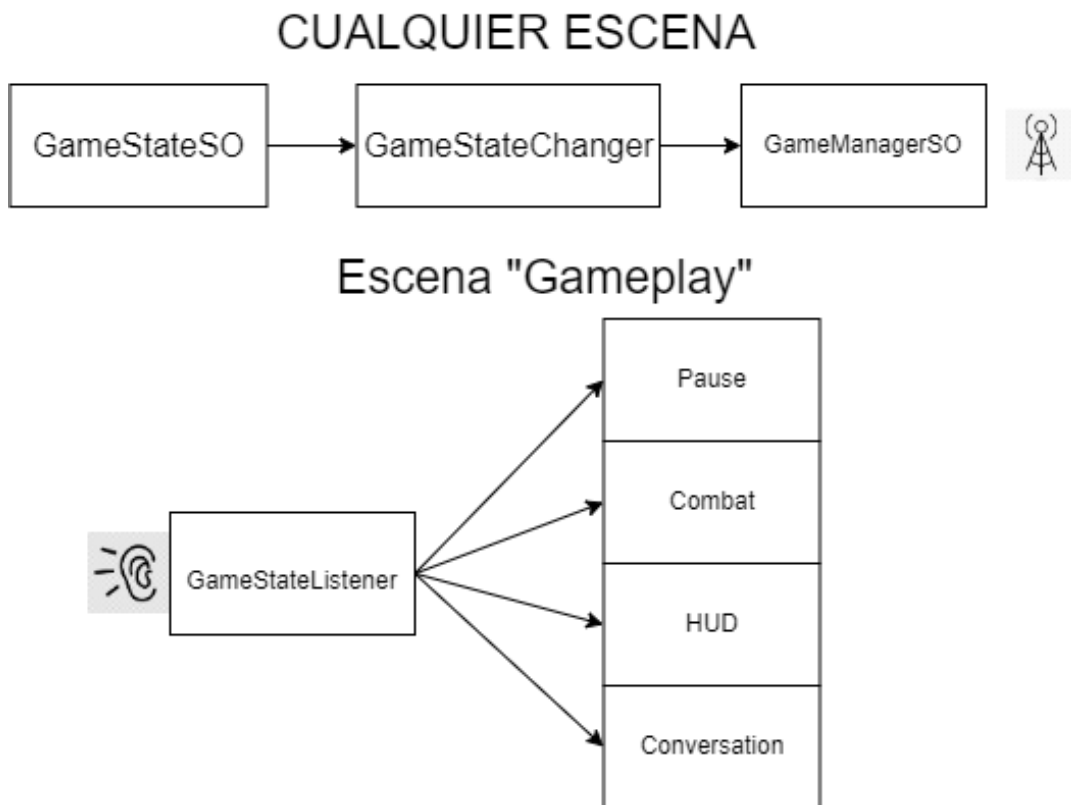 CUALQUIER ESCENA
GameStateSO
GameStateChanger
GameManagerSO
Escena "Gameplay"
Pause
Combat
GameStateListener
HUD
Conversation